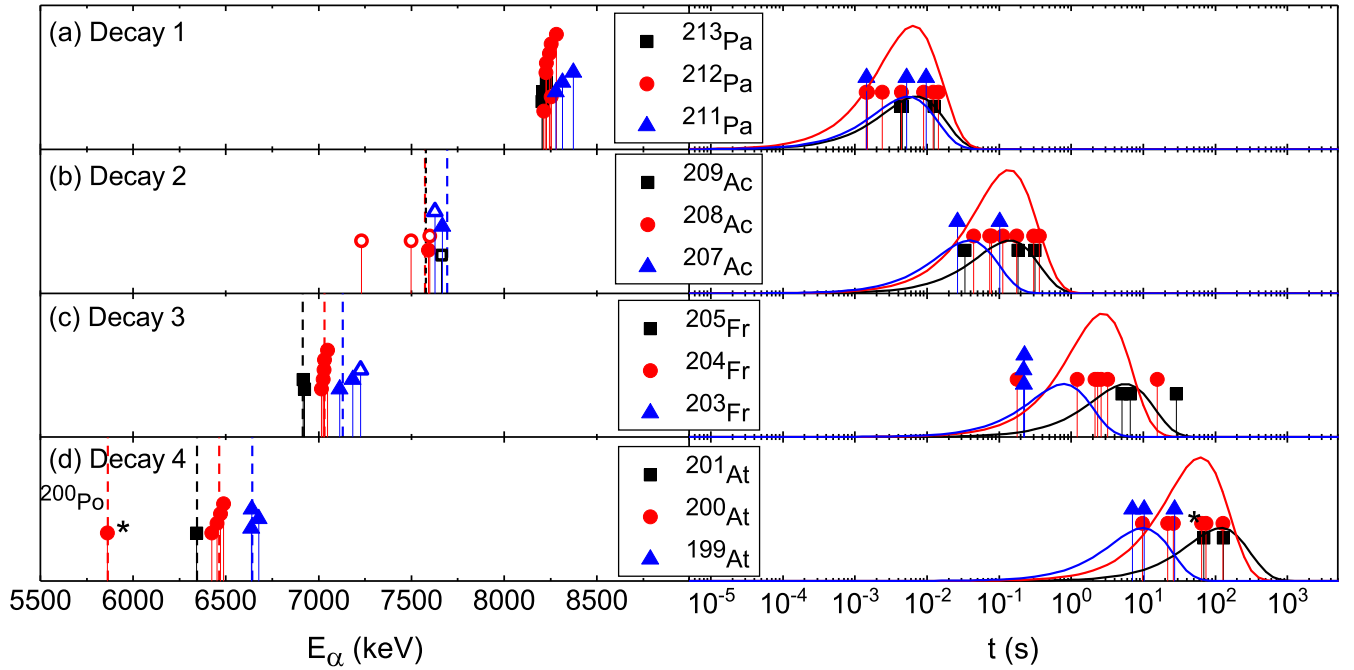 (a) Decay 1
²¹³Pa
²¹²Pa
²¹¹Pa
(b) Decay 2
²⁰⁹Ac
²⁰⁸Ac
²⁰⁷Ac
(c) Decay 3
²⁰⁵Fr
²⁰⁴Fr
²⁰³Fr
(d) Decay 4
²⁰⁰Po
*
*
²⁰¹At
²⁰⁰At
¹⁹⁹At
5500 6000 6500 7000 7500 8000 8500
10⁻⁵ 10⁻⁴ 10⁻³ 10⁻² 10⁻¹ 10⁰ 10¹ 10² 10³
Eα (keV)
t (s)